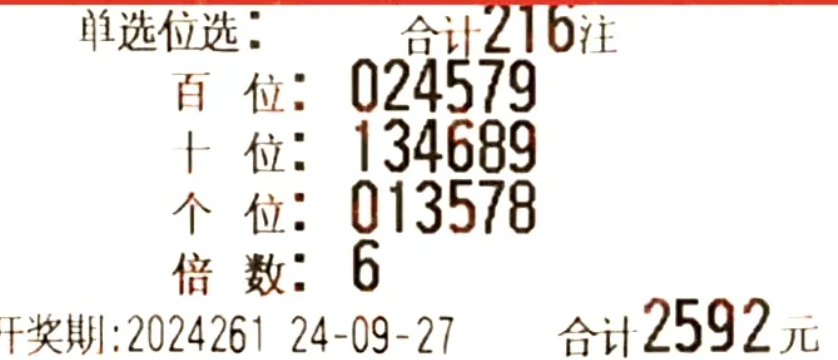 单选位选: 合计216注
百 位: 024579
十 位: 134689
个 位: 013578
倍 数: 6
开奖期:2024261 24-09-27 合计2592元